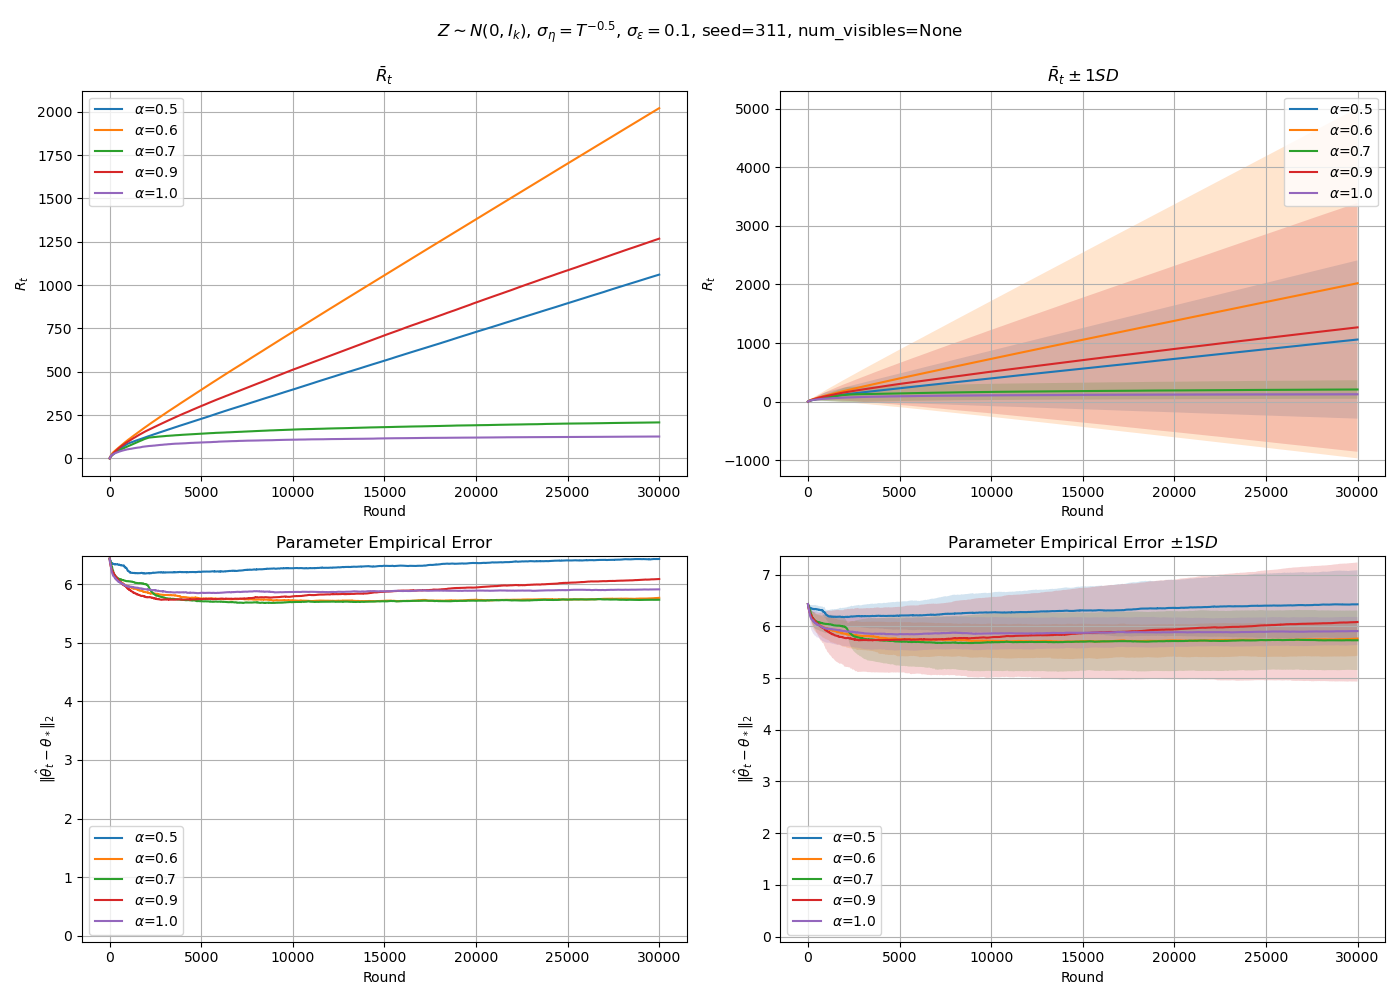 Z ∼ N(0, I_k), σ_η = T^{−0.5}, σ_ε = 0.1, seed=311, num_visibles=None
R̄_t
R_t
2000
1750
1500
1250
1000
750
500
250
0
α=0.5
α=0.6
α=0.7
α=0.9
α=1.0
0 5000 10000 15000 20000 25000 30000
Round
R̄_t ± 1SD
R_t
5000
4000
3000
2000
1000
0
−1000
α=0.5
α=0.6
α=0.7
α=0.9
α=1.0
0 5000 10000 15000 20000 25000 30000
Round
Parameter Empirical Error
‖θ̂_t − θ_*‖_2
6
5
4
3
2
1
0
α=0.5
α=0.6
α=0.7
α=0.9
α=1.0
0 5000 10000 15000 20000 25000 30000
Round
Parameter Empirical Error ±1SD
‖θ̂_t − θ_*‖_2
7
6
5
4
3
2
1
0
α=0.5
α=0.6
α=0.7
α=0.9
α=1.0
0 5000 10000 15000 20000 25000 30000
Round